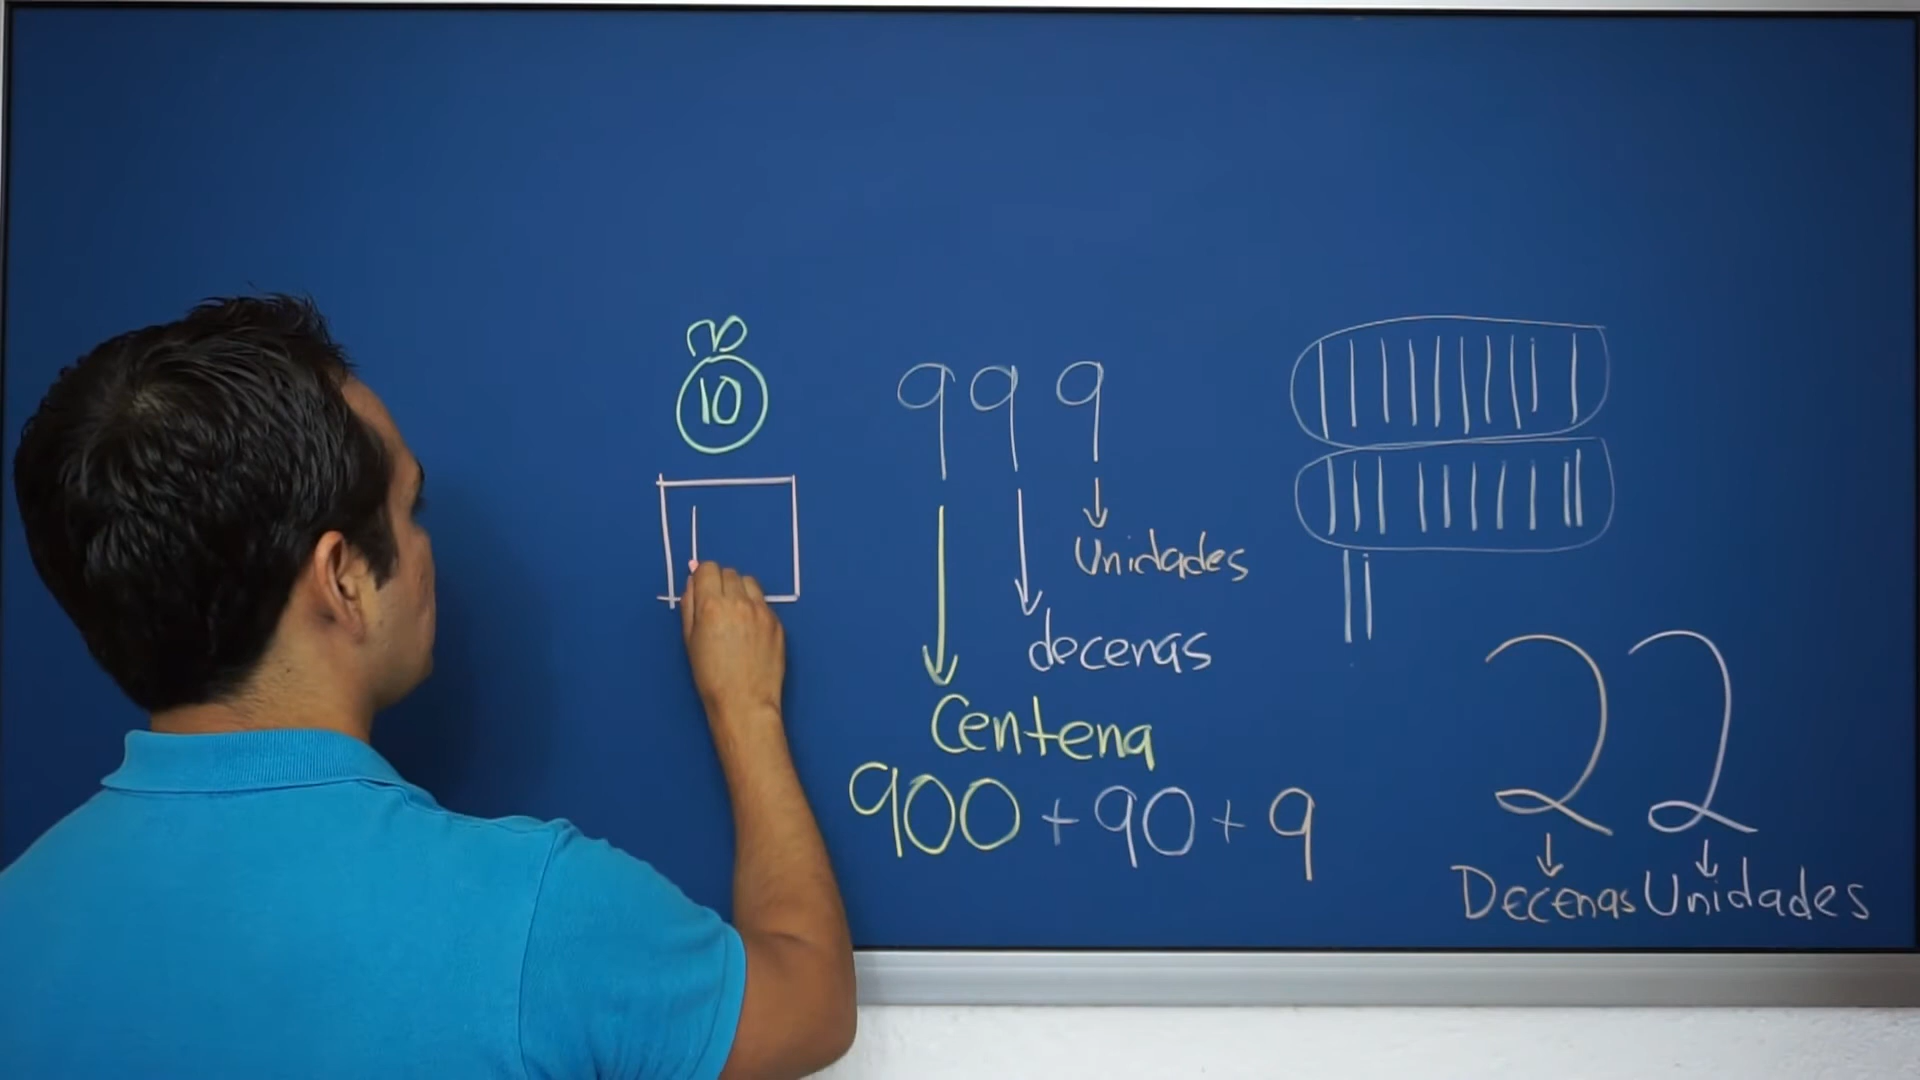 10
999
Unidades
decenas
Centena
900 + 90 + 9
22
Decenas Unidades